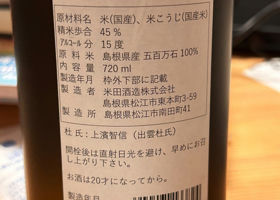 原材料名 米(国産)、米こうじ(国産米)
精米歩合 45 %
アルコール分 15 度
原料米 島根県産 五百万石 100%
内容量 720 ml
製造年月 枠外下部に記載
製造者 米田酒造株式会社
島根県松江市東本町3-59
島根県松江市南田町41
杜氏：上濱智信（出雲杜氏）
開栓後は直射日光を避け、早めにお召
し上がり下さい。
お酒は20才になってから。
製造年月